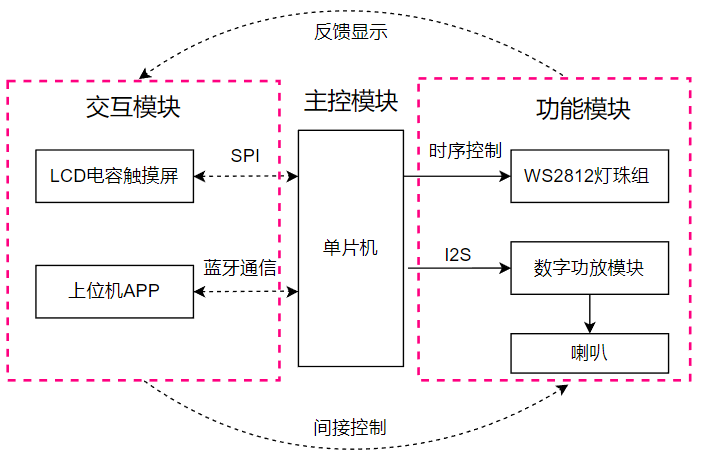 反馈显示
交互模块
主控模块
功能模块
LCD电容触摸屏
SPI
时序控制
WS2812灯珠组
单片机
上位机APP
蓝牙通信
I2S
数字功放模块
喇叭
间接控制